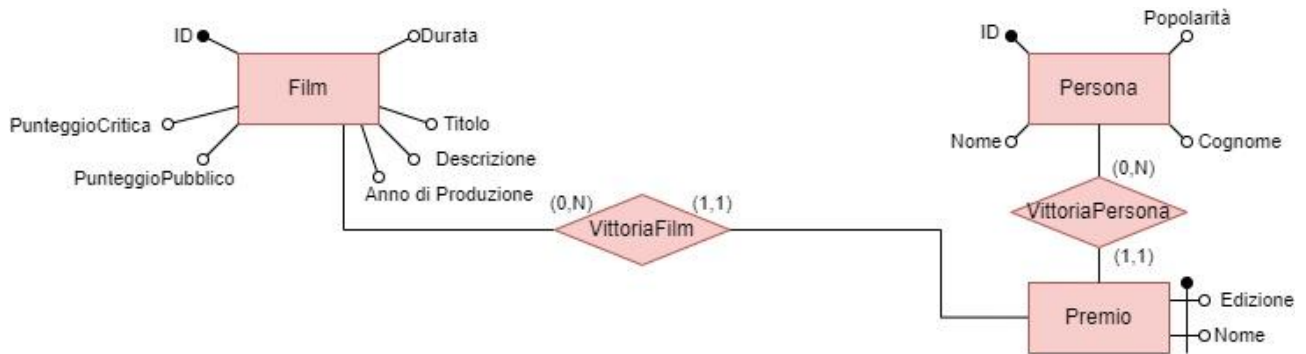 ID
Durata
Film
PunteggioCritica
Titolo
Descrizione
PunteggioPubblico
Anno di Produzione
(0,N)
(1,1)
VittoriaFilm
Popolarità
ID
Persona
Nome
Cognome
(0,N)
VittoriaPersona
(1,1)
Edizione
Premio
Nome